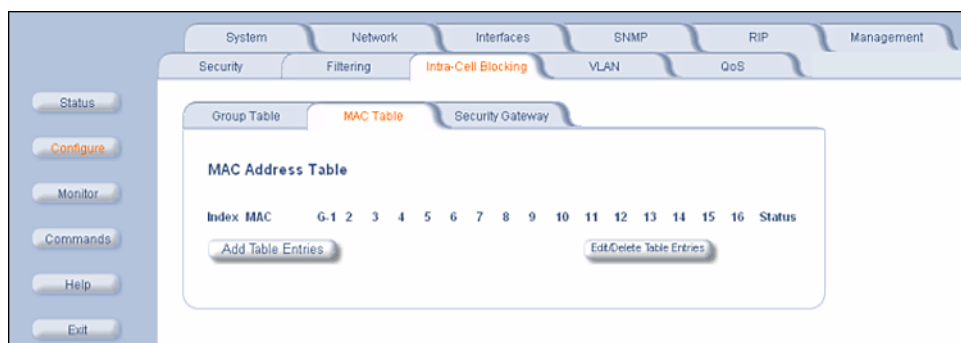 System Network Interfaces SNMP RIP Management
Security Filtering Intra-Cell Blocking VLAN QoS
Status
Group Table MAC Table Security Gateway
Configure
MAC Address Table
Monitor
Index MAC G-1 2 3 4 5 6 7 8 9 10 11 12 13 14 15 16 Status
Commands
Add Table Entries Edit/Delete Table Entries
Help
Exit